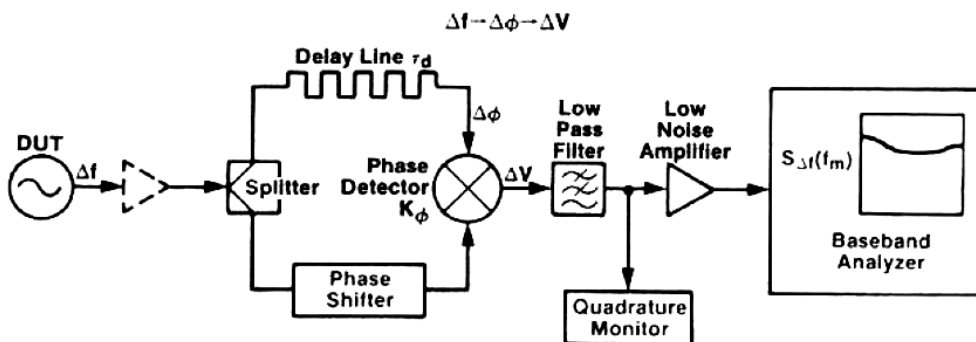 Δf→Δϕ→ΔV
Delay Line τd
DUT
Δf
Splitter
Δϕ
Phase
Detector
Kϕ
ΔV
Low
Pass
Filter
Low
Noise
Amplifier
SΔf(fm)
Baseband
Analyzer
Phase
Shifter
Quadrature
Monitor